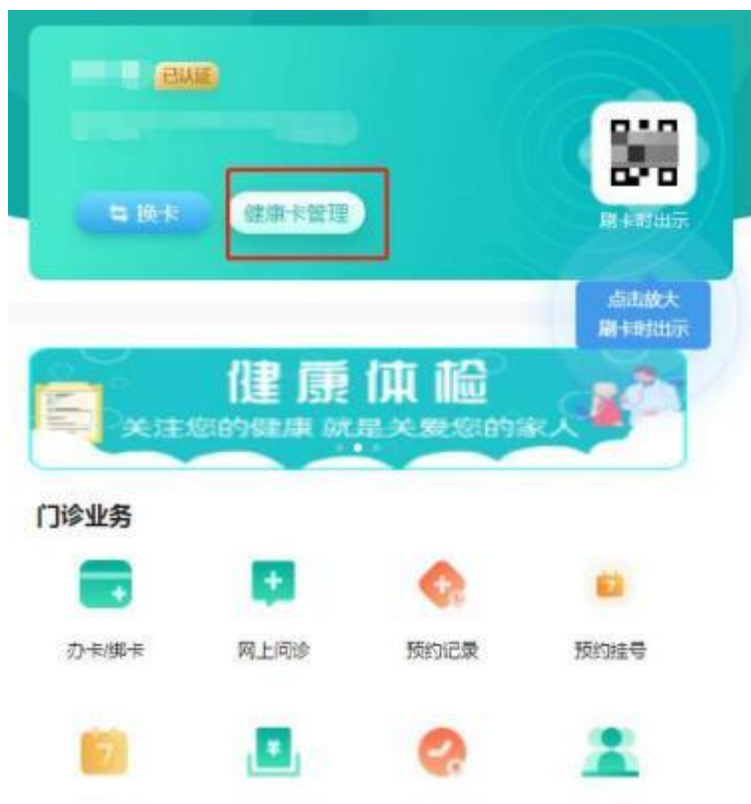 已认证
换卡
健康卡管理
刷卡时出示
点击放大
刷卡时出示
健康体检
关注您的健康 就是关爱您的家人
门诊业务
办卡/绑卡
网上问诊
预约记录
预约挂号
7
7
¥